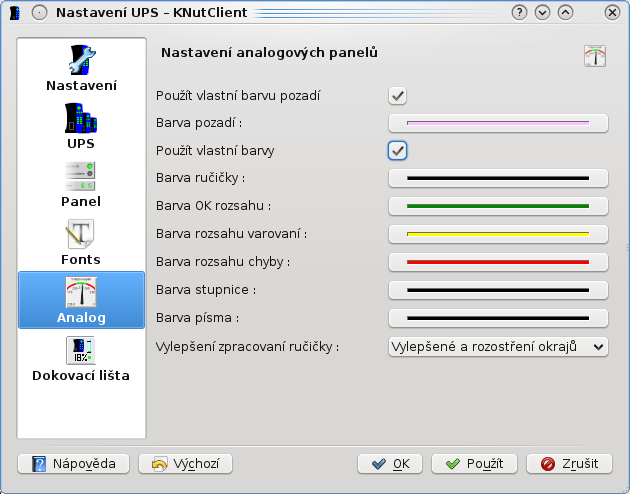 Nastavení UPS – KNutClient
Nastavení
UPS
Panel
Fonts
Analog
18%
Dokovací lišta
Nastavení analogových panelů
Použít vlastní barvu pozadí
Barva pozadí :
Použít vlastní barvy
Barva ručičky :
Barva OK rozsahu :
Barva rozsahu varovaní :
Barva rozsahu chyby :
Barva stupnice :
Barva písma :
Vylepšení zpracovaní ručičky : Vylepšené a rozostření okrajů
Nápověda Výchozí OK Použít Zrušit